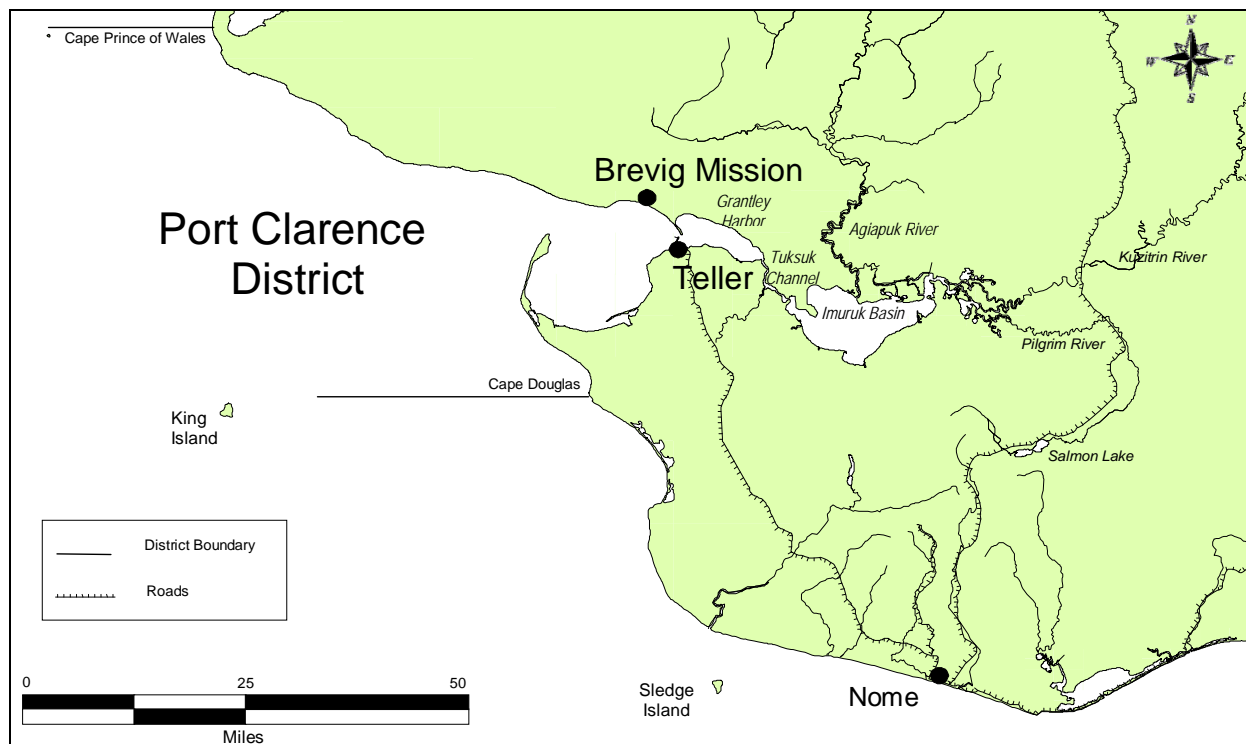 Cape Prince of Wales
N
W
E
S
Brevig Mission
Grantley
Harbor
Port Clarence
District
Agiapuk River
Tuksuk
Channel
Kuzitrin River
Teller
Imuruk Basin
Pilgrim River
Cape Douglas
King
Island
Salmon Lake
District Boundary
Roads
0
25
50
Miles
Sledge
Island
Nome